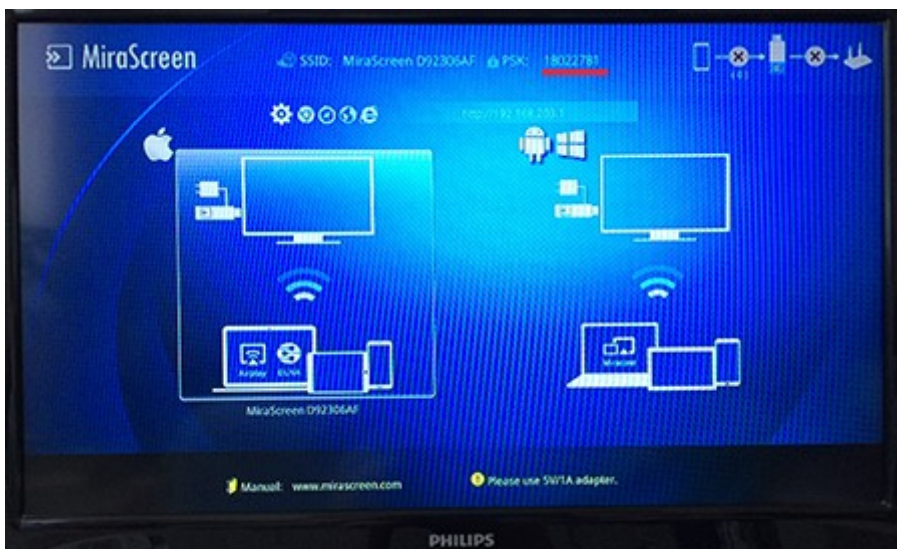 MiraScreen
SSID: MiraScreen D92306AF PSK: 18022781
http://192.168.203.1
Airplay DLNA
Miracast
MiraScreen D92306AF
Manual: www.mirascreen.com
Please use 5V/1A adapter.
PHILIPS